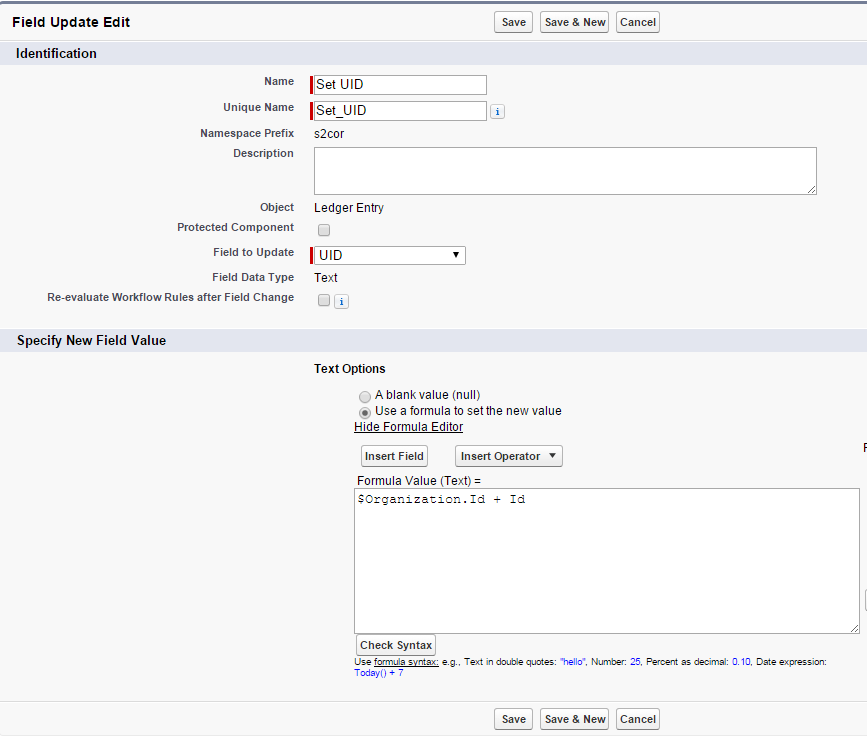 Field Update Edit
Save
Save & New
Cancel
Identification
Name
Set UID
Unique Name
Set_UID
i
Namespace Prefix
s2cor
Description
Object
Ledger Entry
Protected Component
Field to Update
UID
Field Data Type
Text
Re-evaluate Workflow Rules after Field Change
i
Specify New Field Value
Text Options
A blank value (null)
Use a formula to set the new value
Hide Formula Editor
Insert Field
Insert Operator
Formula Value (Text) =
$Organization.Id + Id
Check Syntax
Use formula syntax: e.g., Text in double quotes: "hello", Number: 25, Percent as decimal: 0.10, Date expression:
Today() + 7
Save
Save & New
Cancel